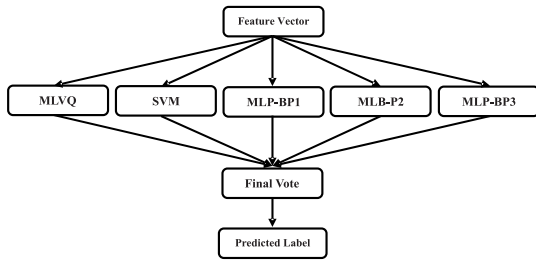 Feature Vector
MLVQ
SVM
MLP-BP1
MLB-P2
MLP-BP3
Final Vote
Predicted Label